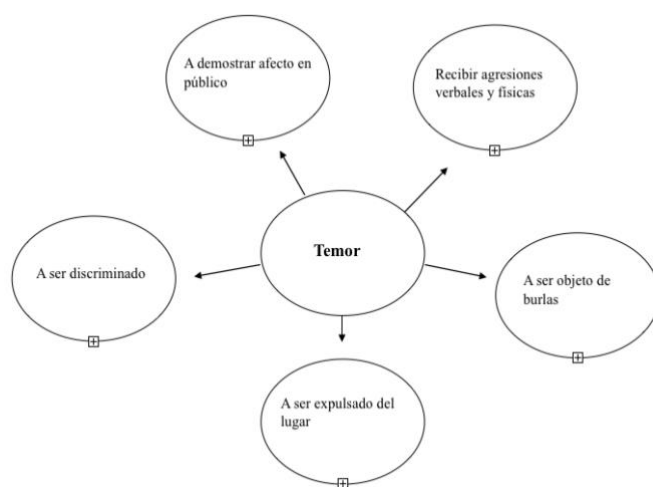 A demostrar afecto en
público
Recibir agresiones
verbales y físicas
Temor
A ser discriminado
A ser objeto de
burlas
A ser expulsado del
lugar